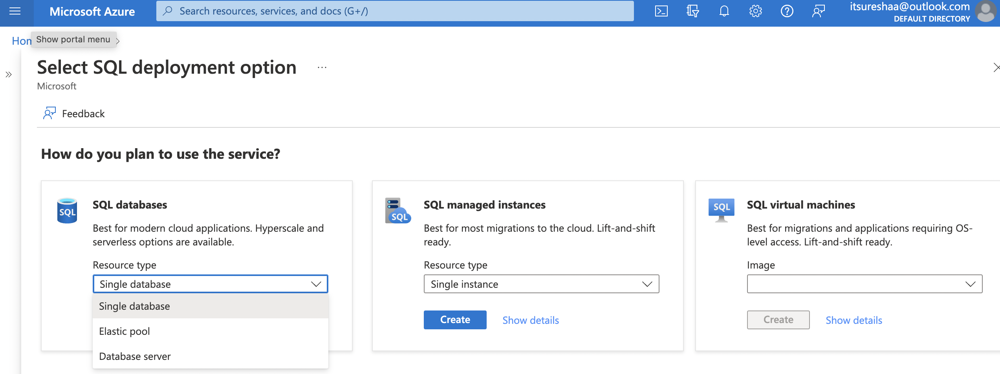 Microsoft Azure
Search resources, services, and docs (G+/)
itsureshaa@outlook.com
DEFAULT DIRECTORY
Show portal menu
Select SQL deployment option
Microsoft
Feedback
How do you plan to use the service?
SQL
SQL databases
Best for modern cloud applications. Hyperscale and
serverless options are available.
Resource type
Single database
Single database
Elastic pool
Database server
SQL
SQL managed instances
Best for most migrations to the cloud. Lift-and-shift
ready.
Resource type
Single instance
Create Show details
SQL
SQL virtual machines
Best for migrations and applications requiring OS-
level access. Lift-and-shift ready.
Image
Create Show details